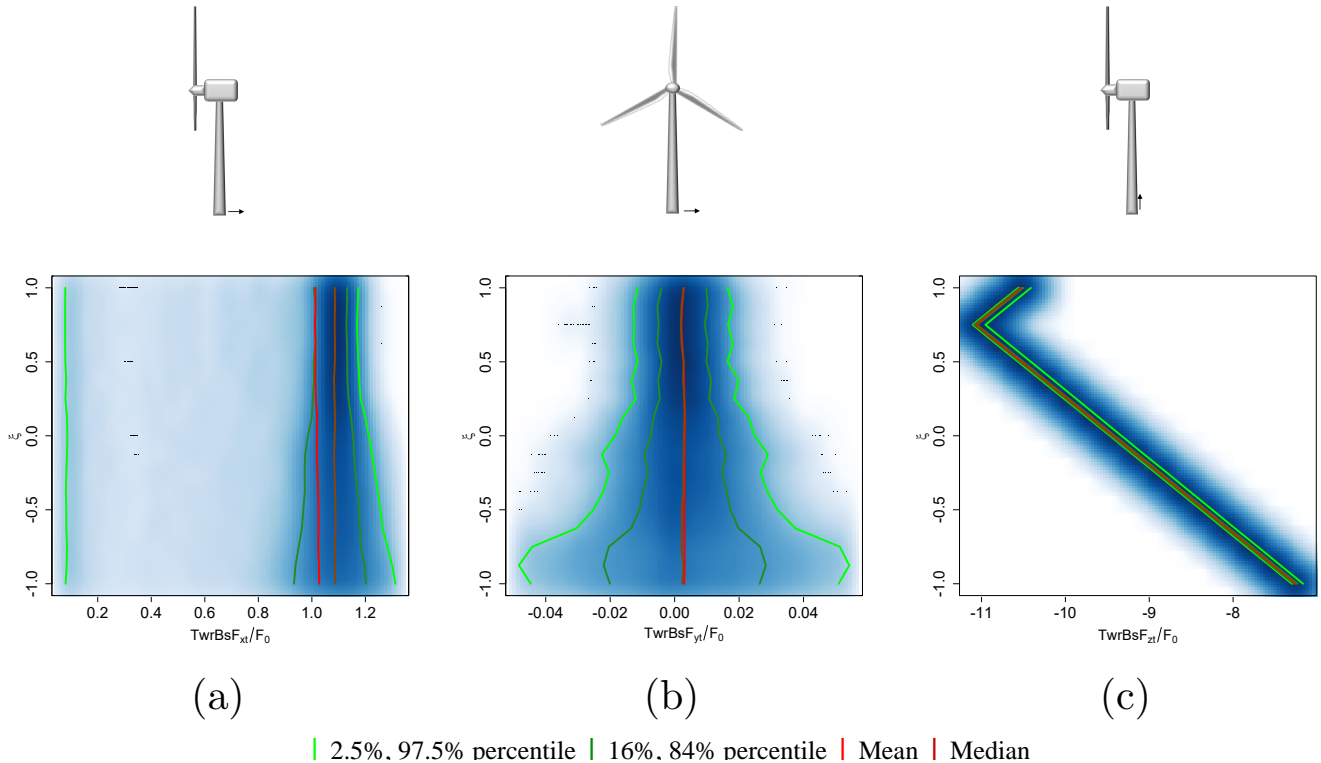 1.0
0.5
0.0
-0.5
-1.0
ξ
0.2 0.4 0.6 0.8 1.0 1.2
TwrBsFxt/F0
1.0
0.5
0.0
-0.5
-1.0
ξ
-0.04 -0.02 0.00 0.02 0.04
TwrBsFyt/F0
1.0
0.5
0.0
-0.5
-1.0
ξ
-11 -10 -9 -8
TwrBsFzt/F0
(a) (b) (c)
2.5%, 97.5% percentile 16%, 84% percentile Mean Median